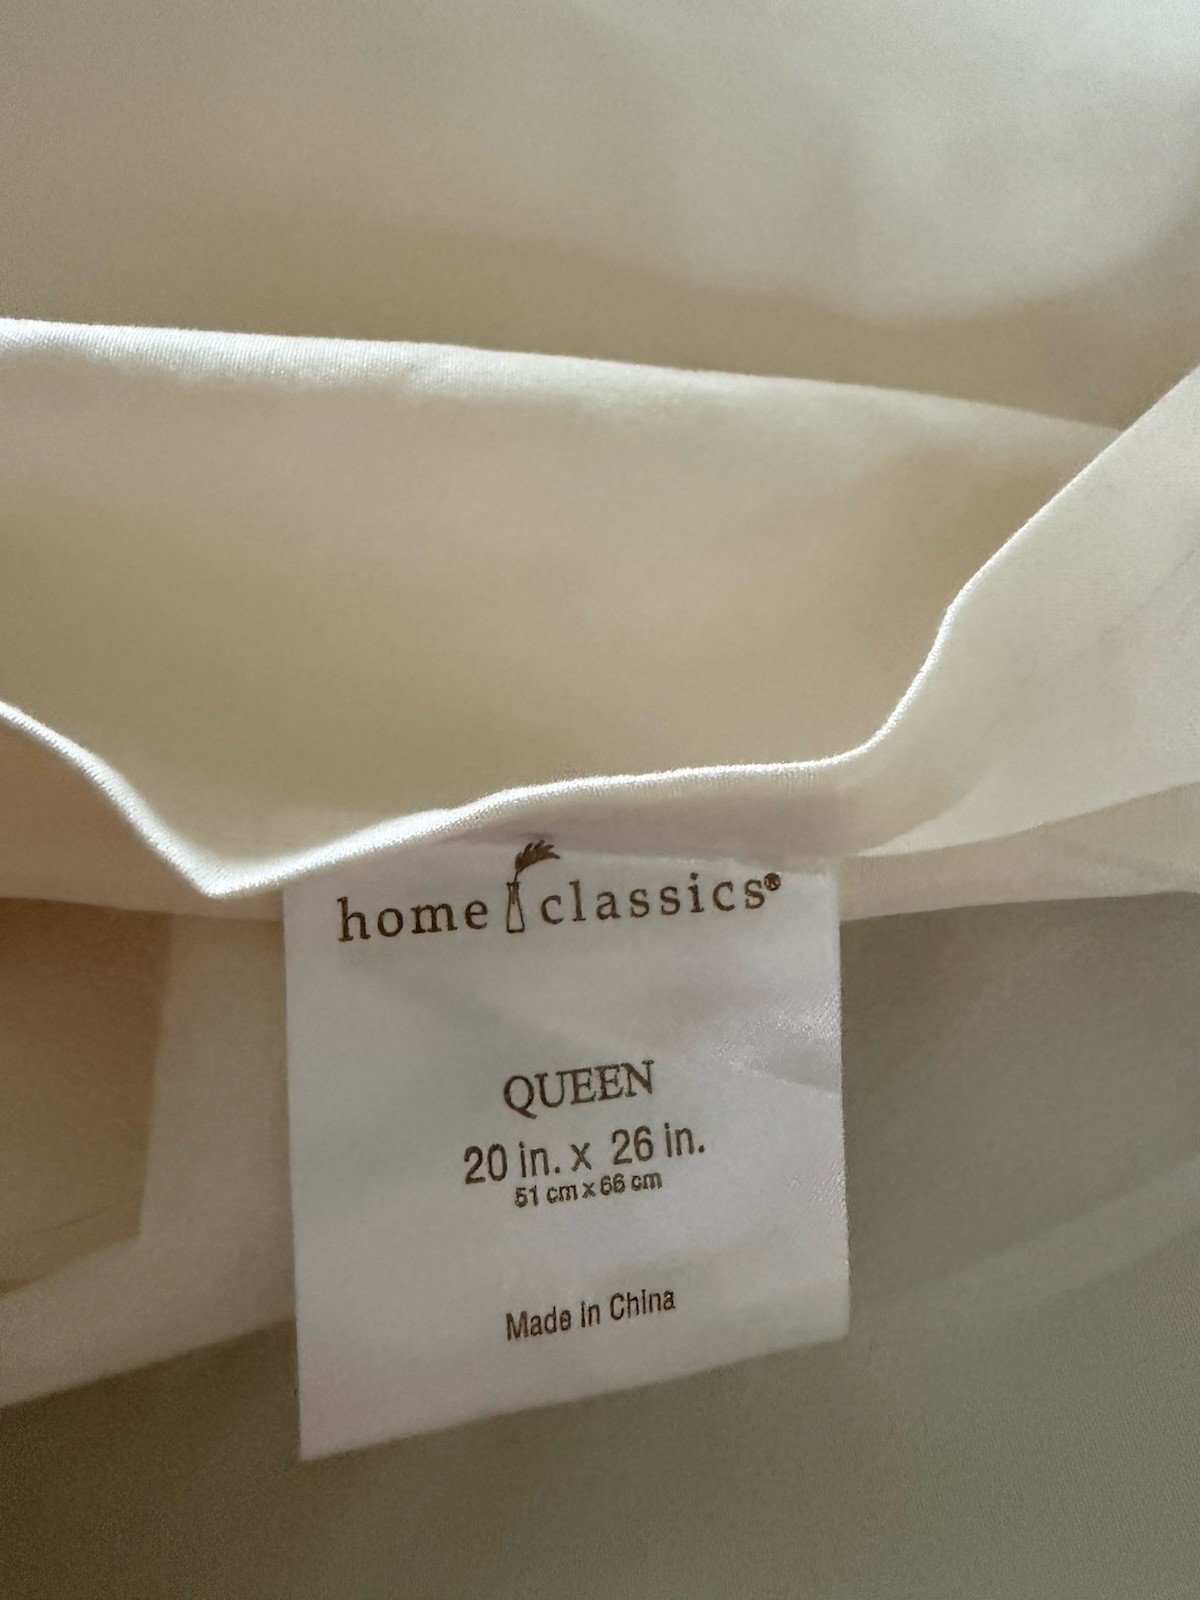 home classics®
QUEEN
20 in. x 26 in.
51 cm x 66 cm
Made in China